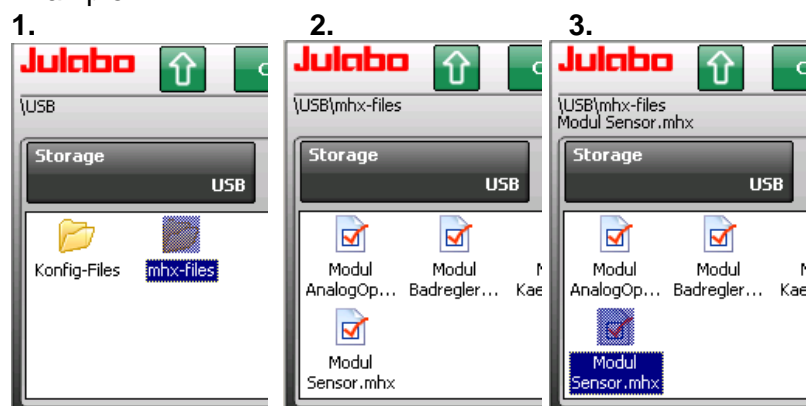 1.
Julabo
\USB
Storage
USB
Konfig-Files
mhx-files
2.
Julabo
\USB\mhx-files
Storage
USB
Modul
AnalogOp...
Modul
Badregler...
Kae
Modul
Sensor.mhx
3.
Julabo
\USB\mhx-files
Modul Sensor.mhx
Storage
USB
Modul
AnalogOp...
Modul
Badregler...
Kae
Modul
Sensor.mhx